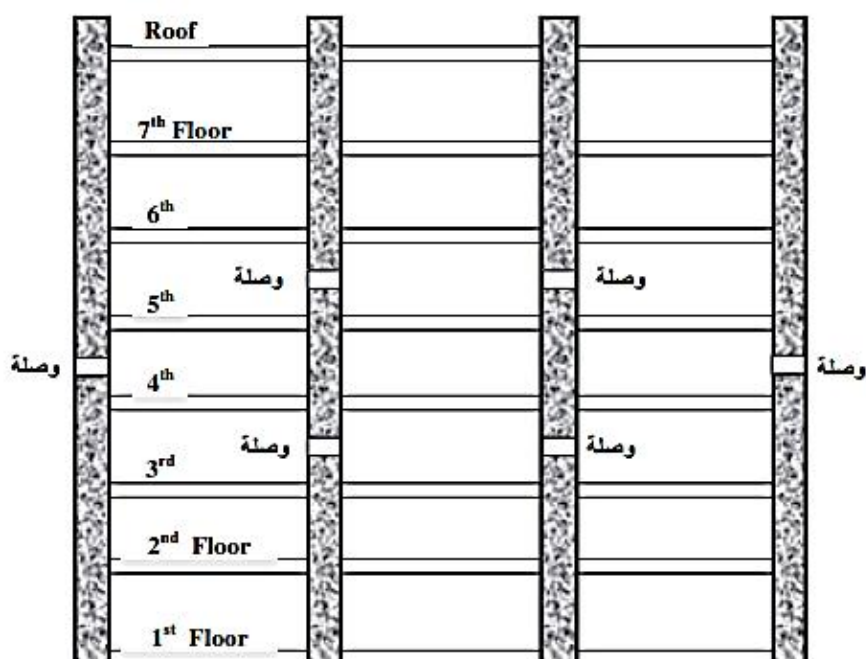 Roof
7th Floor
6th
وصلة وصلة
5th
وصلة وصلة
4th
وصلة وصلة
3rd
2nd Floor
1st Floor